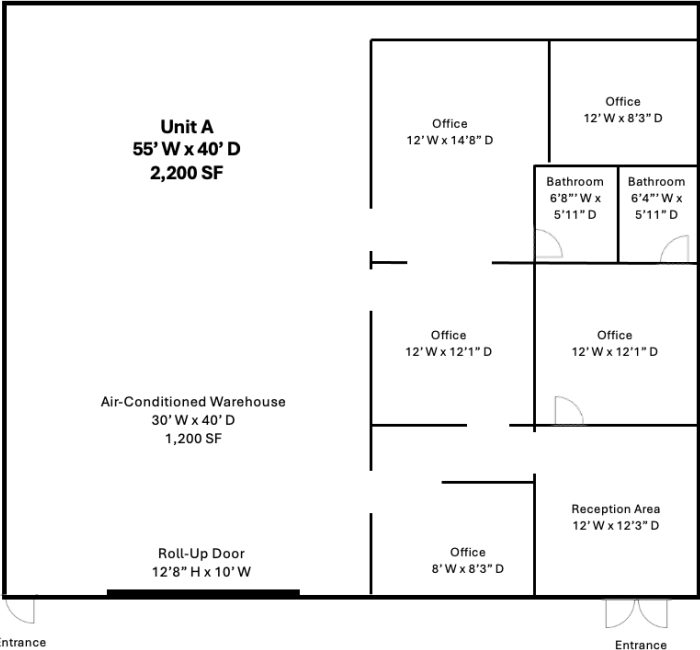 Unit A
55’ W x 40’ D
2,200 SF
Office
12’ W x 14’8” D
Office
12’ W x 8’3” D
Bathroom
6’8”’ W x
5’11” D
Bathroom
6’4”’ W x
5’11” D
Office
12’ W x 12’1” D
Office
12’ W x 12’1” D
Air-Conditioned Warehouse
30’ W x 40’ D
1,200 SF
Reception Area
12’ W x 12’3” D
Roll-Up Door
12’8” H x 10’ W
Office
8’ W x 8’3” D
Entrance
Entrance